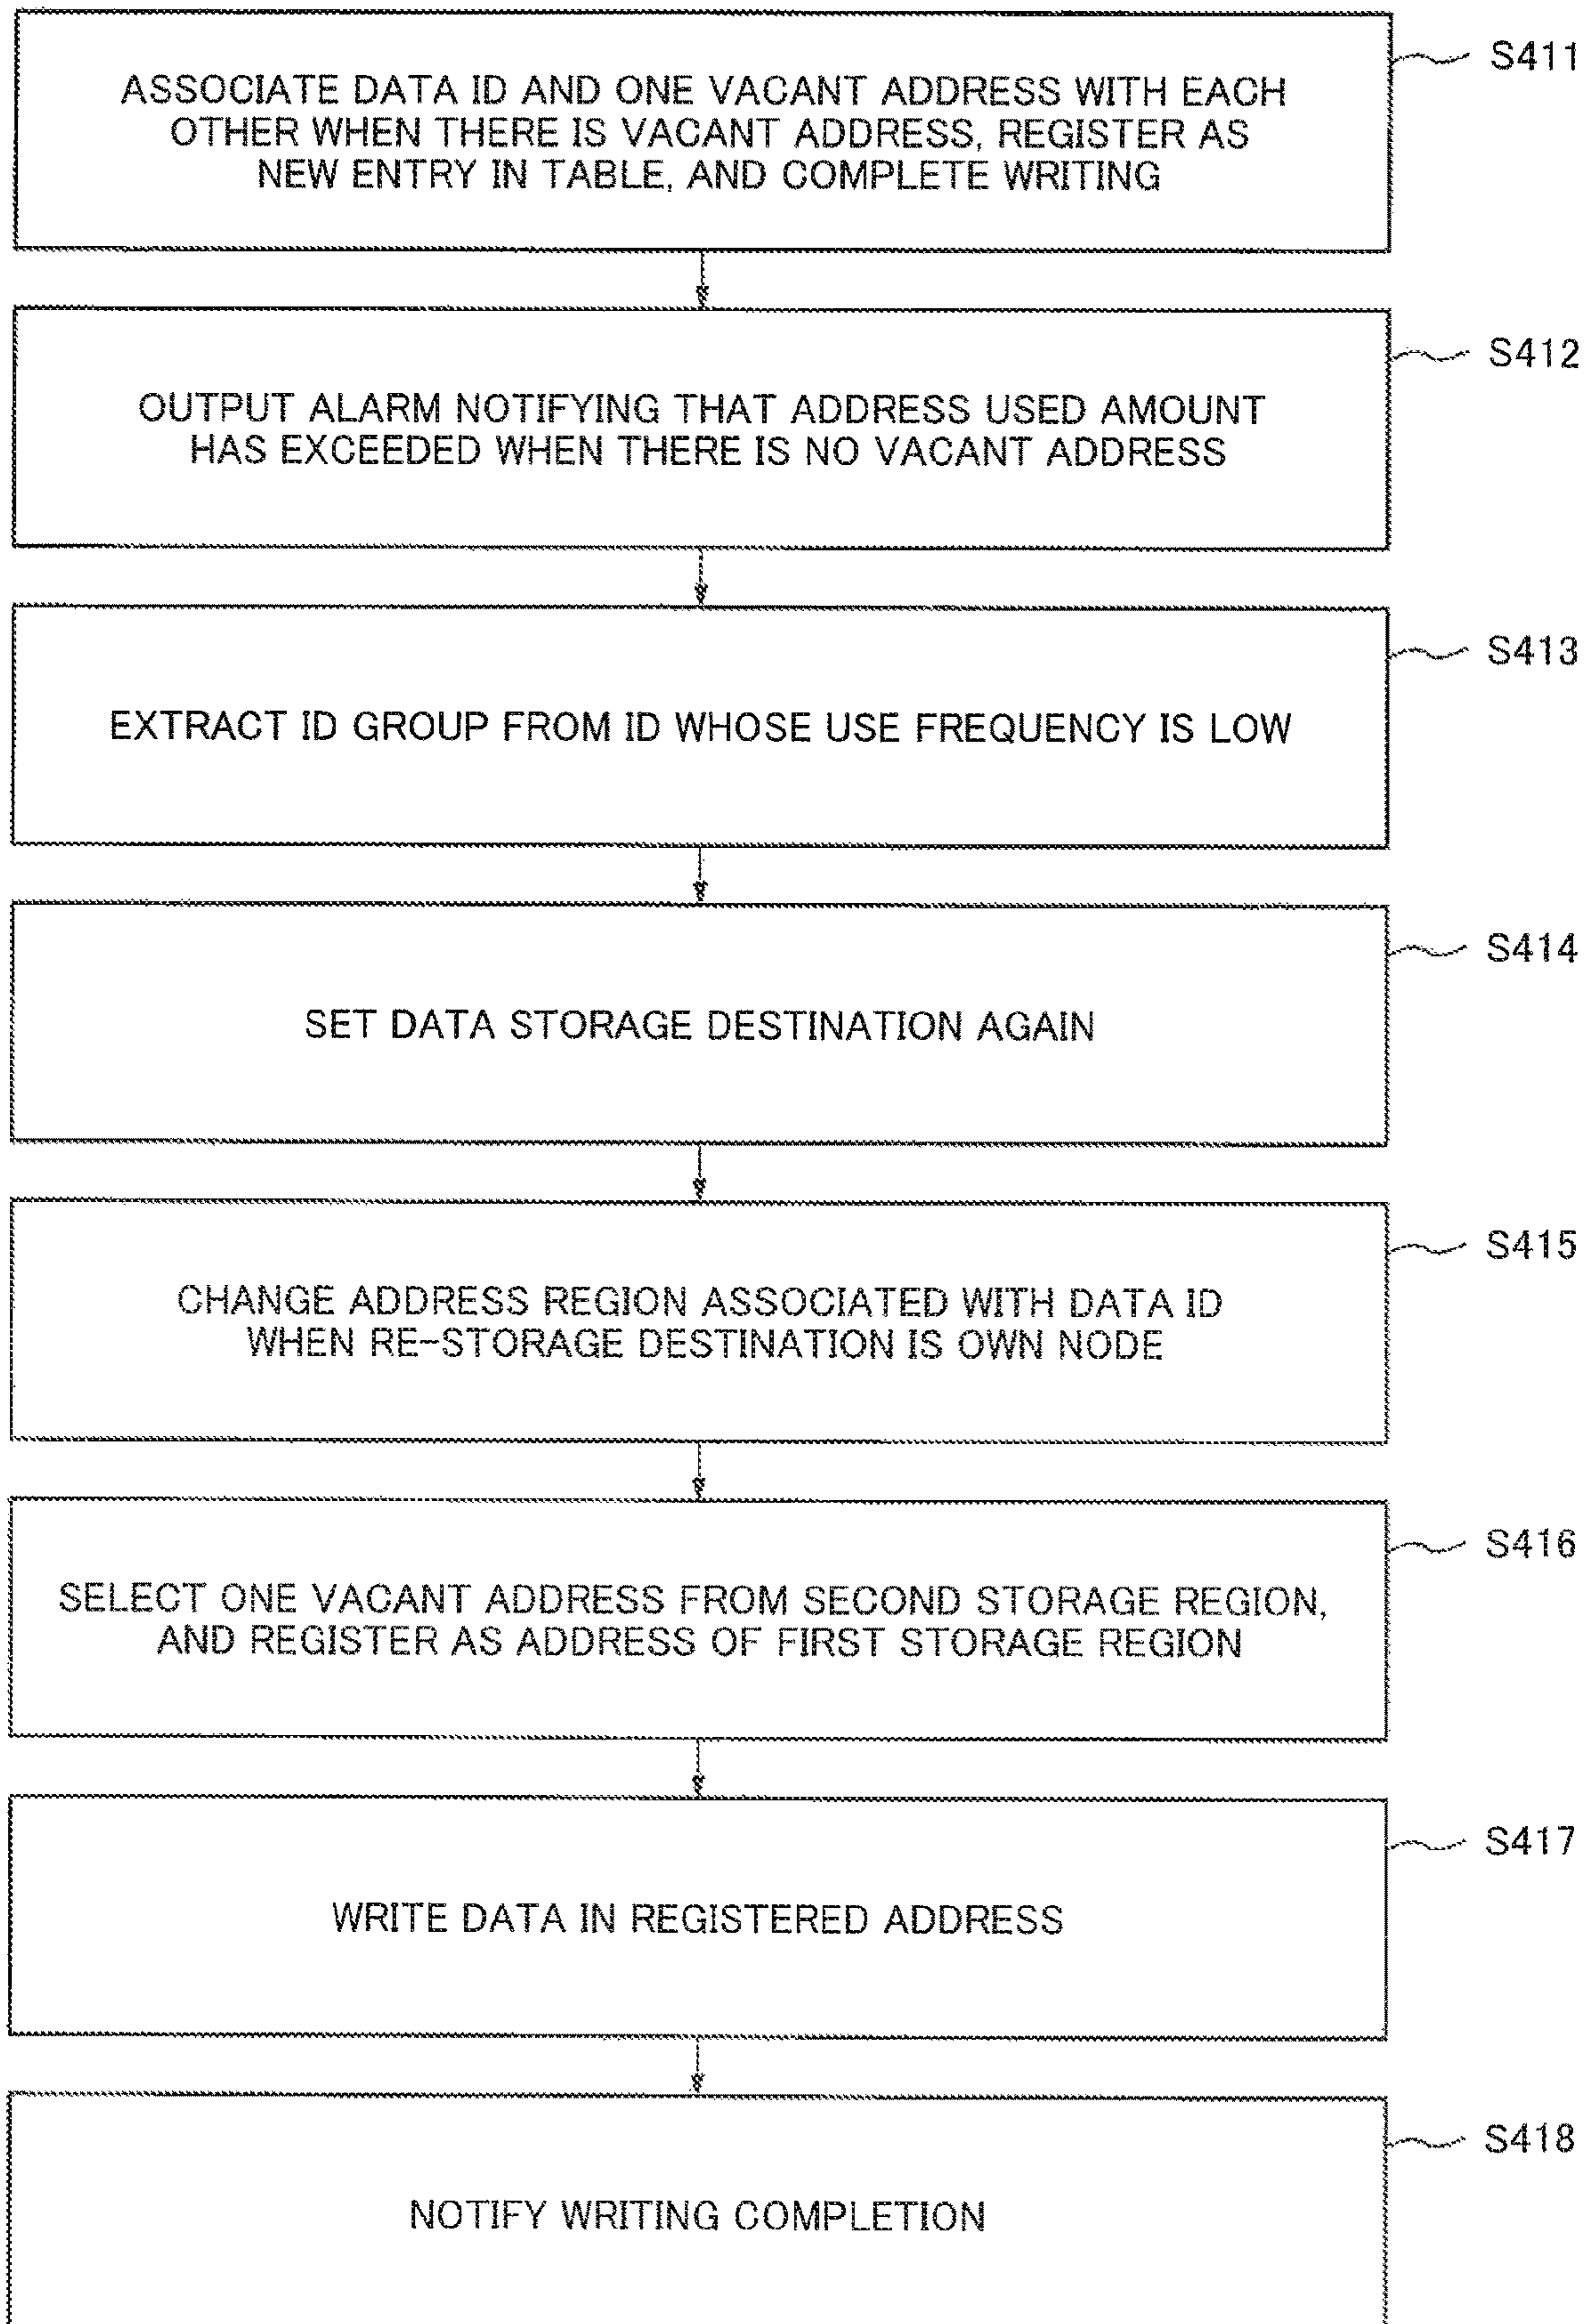 S411
ASSOCIATE DATA ID AND ONE VACANT ADDRESS WITH EACH
OTHER WHEN THERE IS VACANT ADDRESS, REGISTER AS
NEW ENTRY IN TABLE, AND COMPLETE WRITING
S412
OUTPUT ALARM NOTIFYING THAT ADDRESS USED AMOUNT
HAS EXCEEDED WHEN THERE IS NO VACANT ADDRESS
S413
EXTRACT ID GROUP FROM ID WHOSE USE FREQUENCY IS LOW
S414
SET DATA STORAGE DESTINATION AGAIN
S415
CHANGE ADDRESS REGION ASSOCIATED WITH DATA ID
WHEN RE-STORAGE DESTINATION IS OWN NODE
S416
SELECT ONE VACANT ADDRESS FROM SECOND STORAGE REGION,
AND REGISTER AS ADDRESS OF FIRST STORAGE REGION
S417
WRITE DATA IN REGISTERED ADDRESS
S418
NOTIFY WRITING COMPLETION